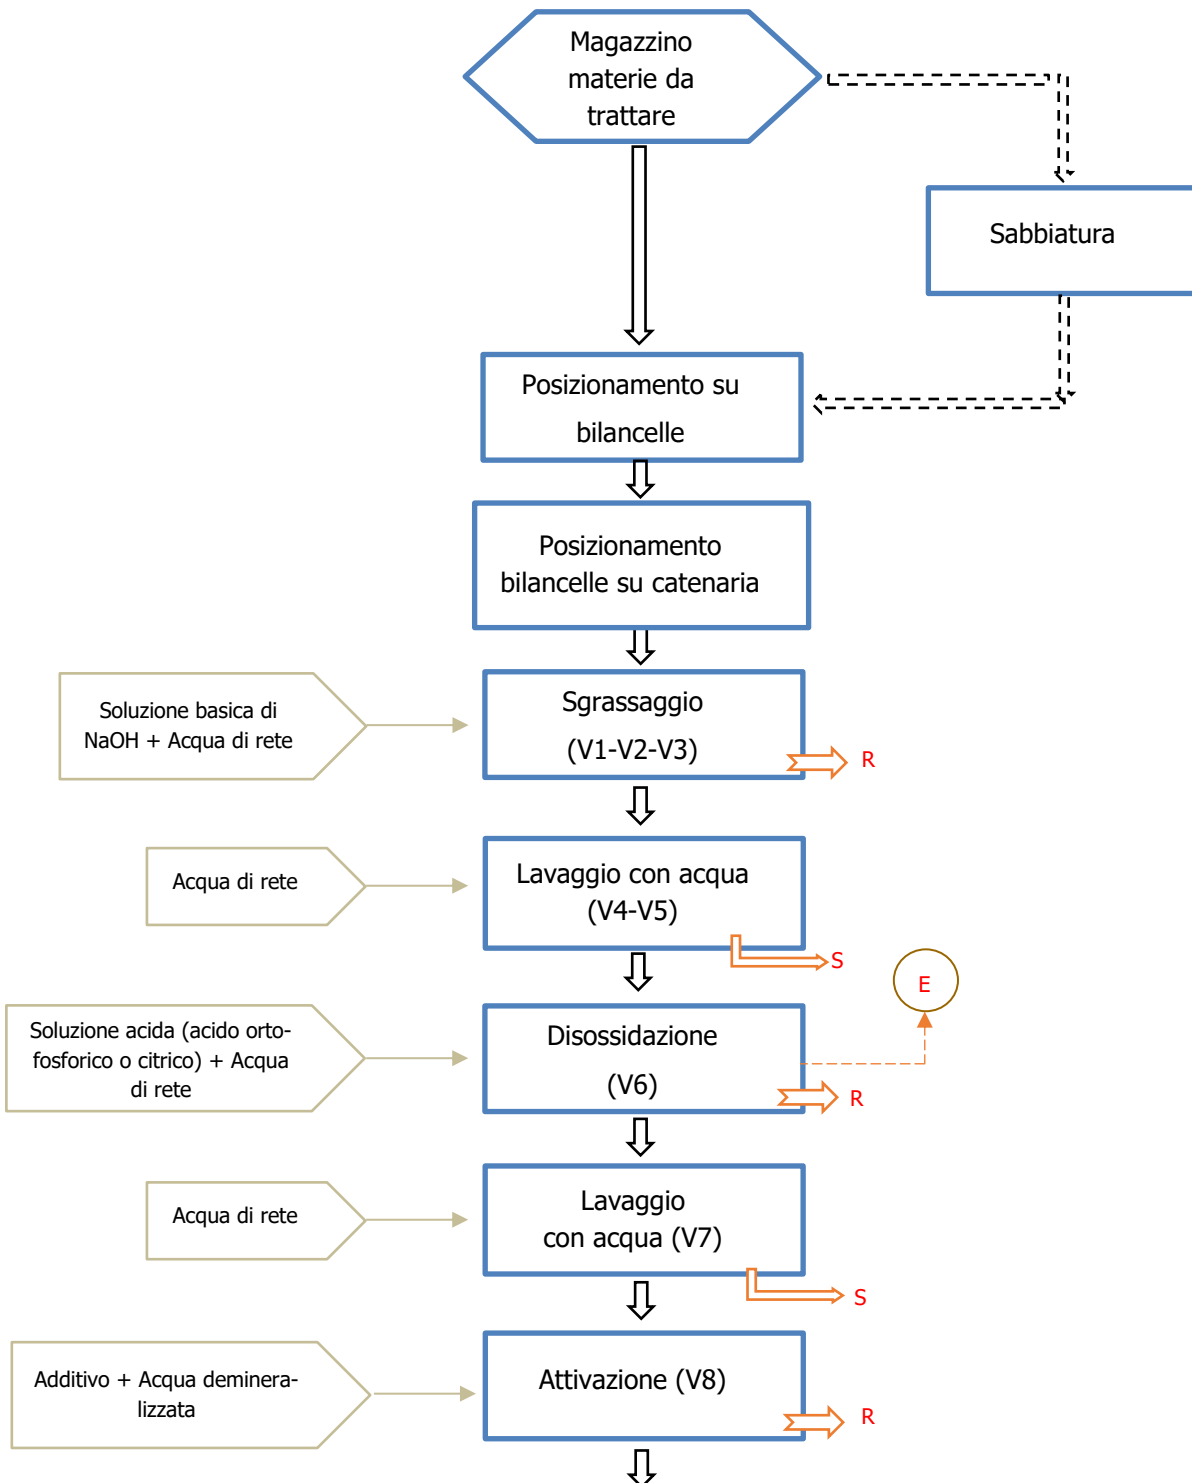 Magazzino
materie da
trattare
Sabbiatura
Posizionamento su
bilancelle
Posizionamento
bilancelle su catenaria
Soluzione basica di
NaOH + Acqua di rete
Sgrassaggio
(V1-V2-V3)
R
Acqua di rete
Lavaggio con acqua
(V4-V5)
S
E
Soluzione acida (acido orto-
fosforico o citrico) + Acqua
di rete
Disossidazione
(V6)
R
Acqua di rete
Lavaggio
con acqua (V7)
S
Additivo + Acqua deminera-
lizzata
Attivazione (V8)
R